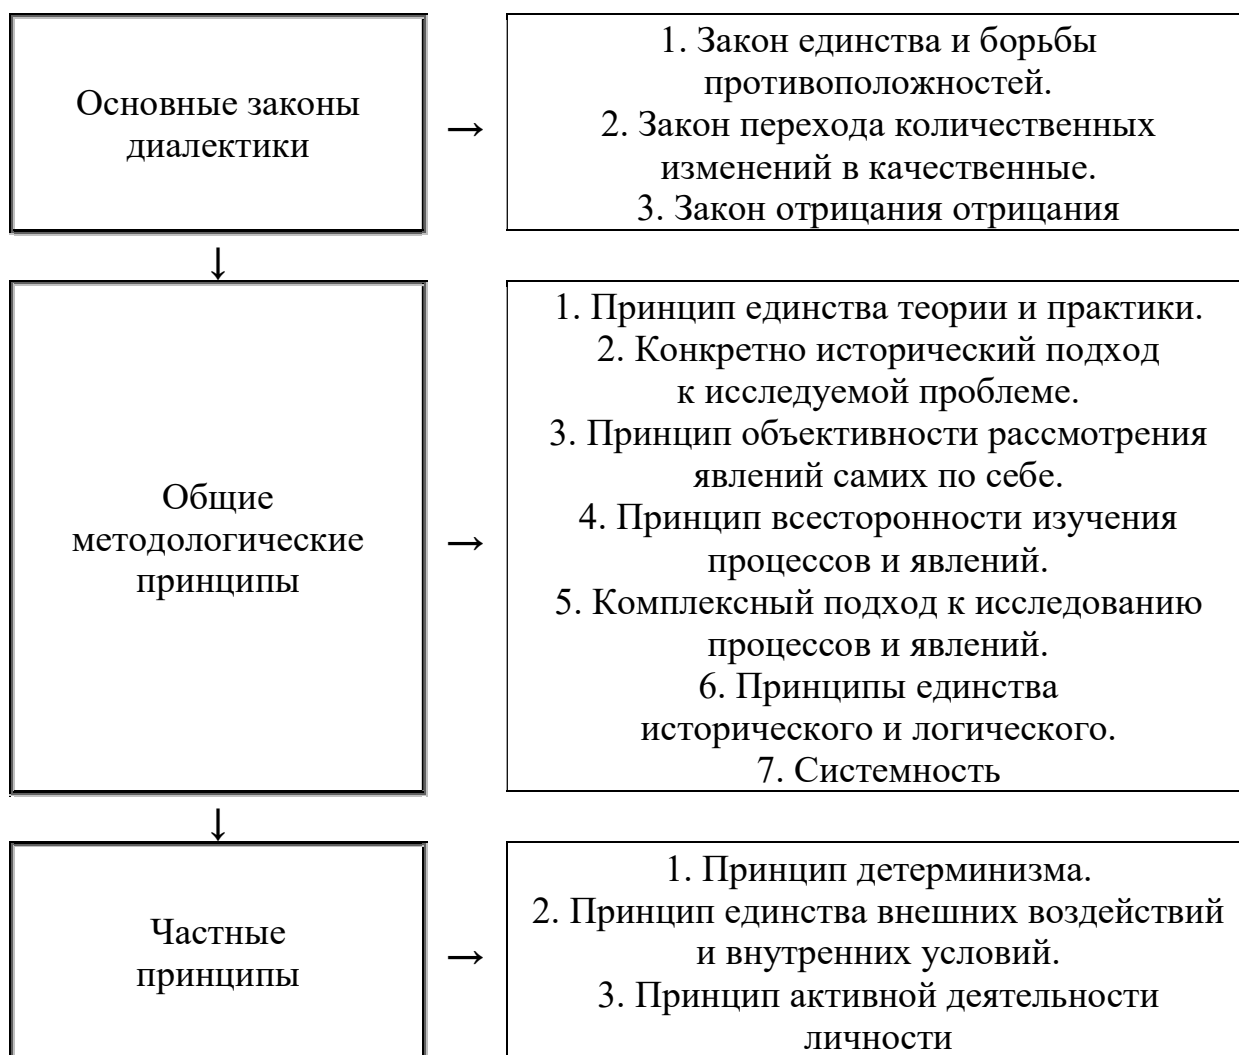 Основные законы
диалектики
→
1. Закон единства и борьбы
противоположностей.
2. Закон перехода количественных
изменений в качественные.
3. Закон отрицания отрицания
↓
Общие
методологические
принципы
→
1. Принцип единства теории и практики.
2. Конкретно исторический подход
к исследуемой проблеме.
3. Принцип объективности рассмотрения
явлений самих по себе.
4. Принцип всесторонности изучения
процессов и явлений.
5. Комплексный подход к исследованию
процессов и явлений.
6. Принципы единства
исторического и логического.
7. Системность
↓
Частные
принципы
→
1. Принцип детерминизма.
2. Принцип единства внешних воздействий
и внутренних условий.
3. Принцип активной деятельности
личности